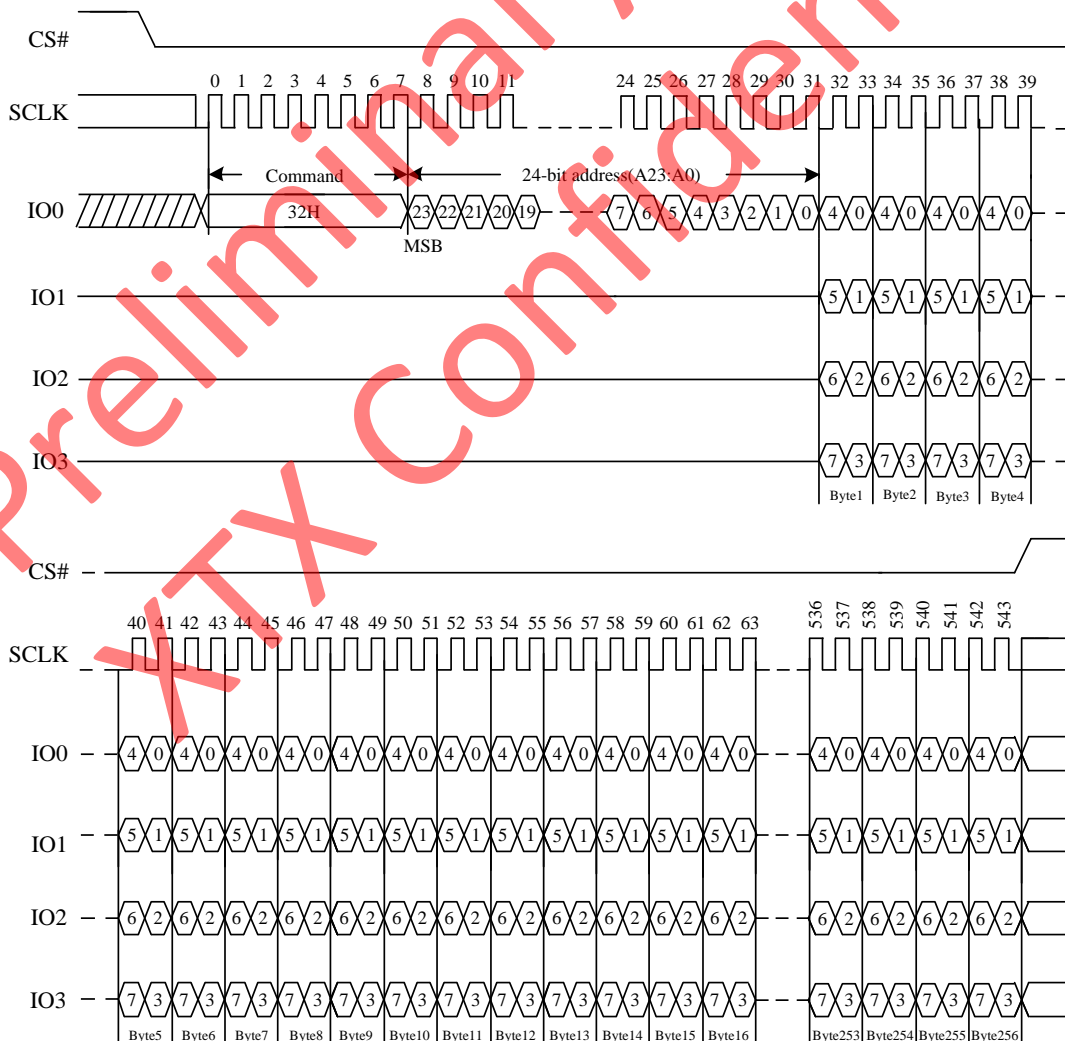 Preliminary
XTX Confiden
CS#
0 1 2 3 4 5 6 7 8 9 10 11 24 25 26 27 28 29 30 31 32 33 34 35 36 37 38 39
SCLK
Command 24-bit address(A23:A0)
IO0 32H 23 22 21 20 19 7 6 5 4 3 2 1 0 4 0 4 0 4 0 4 0
MSB
IO1 5 1 5 1 5 1 5 1
IO2 6 2 6 2 6 2 6 2
IO3 7 3 7 3 7 3 7 3
Byte1 Byte2 Byte3 Byte4
CS#
40 41 42 43 44 45 46 47 48 49 50 51 52 53 54 55 56 57 58 59 60 61 62 63 536 537 538 539 540 541 542 543
SCLK
IO0 4 0 4 0 4 0 4 0 4 0 4 0 4 0 4 0 4 0 4 0 4 0 4 0 4 0 4 0 4 0 4 0
IO1 5 1 5 1 5 1 5 1 5 1 5 1 5 1 5 1 5 1 5 1 5 1 5 1 5 1 5 1 5 1 5 1
IO2 6 2 6 2 6 2 6 2 6 2 6 2 6 2 6 2 6 2 6 2 6 2 6 2 6 2 6 2 6 2 6 2
IO3 7 3 7 3 7 3 7 3 7 3 7 3 7 3 7 3 7 3 7 3 7 3 7 3 7 3 7 3 7 3 7 3
Byte5 Byte6 Byte7 Byte8 Byte9 Byte10 Byte11 Byte12 Byte13 Byte14 Byte15 Byte16 Byte253 Byte254 Byte255 Byte256